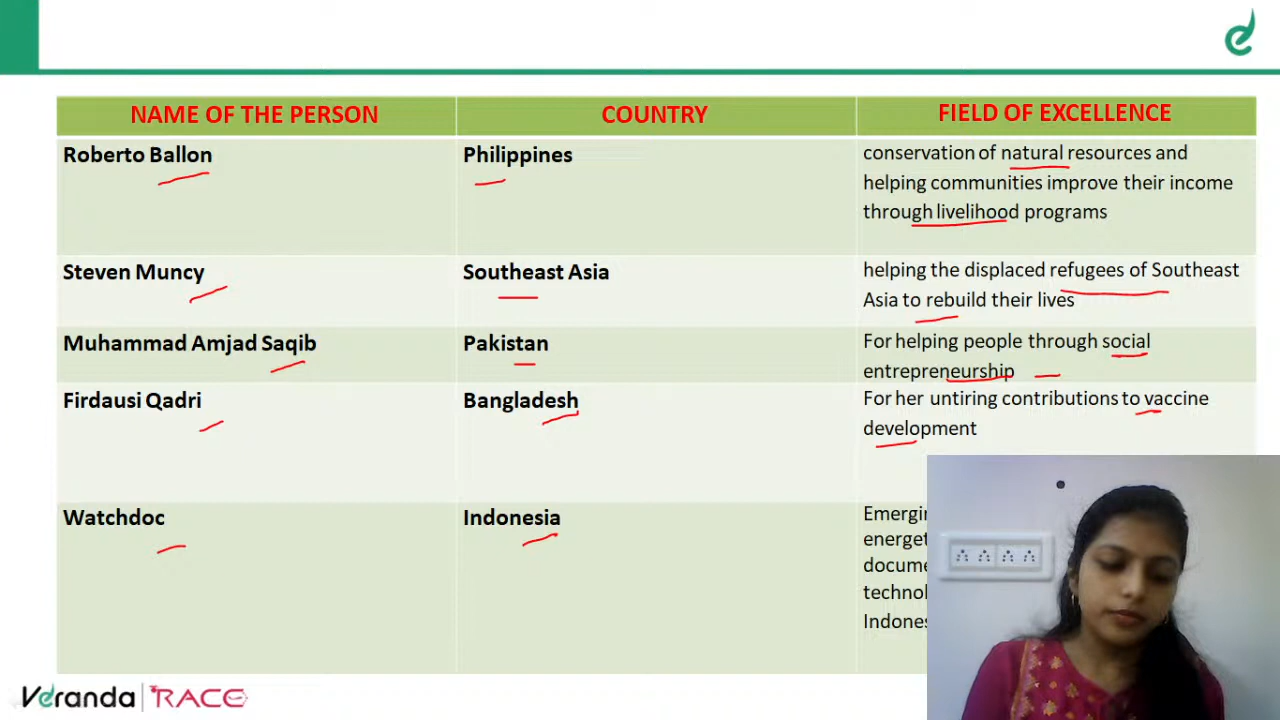 NAME OF THE PERSON COUNTRY FIELD OF EXCELLENCE
Roberto Ballon Philippines conservation of natural resources and
helping communities improve their income
through livelihood programs
Steven Muncy Southeast Asia helping the displaced refugees of Southeast
Asia to rebuild their lives
Muhammad Amjad Saqib Pakistan For helping people through social
entrepreneurship
Firdausi Qadri Bangladesh For her untiring contributions to vaccine
development
Watchdoc Indonesia
Veranda RACE